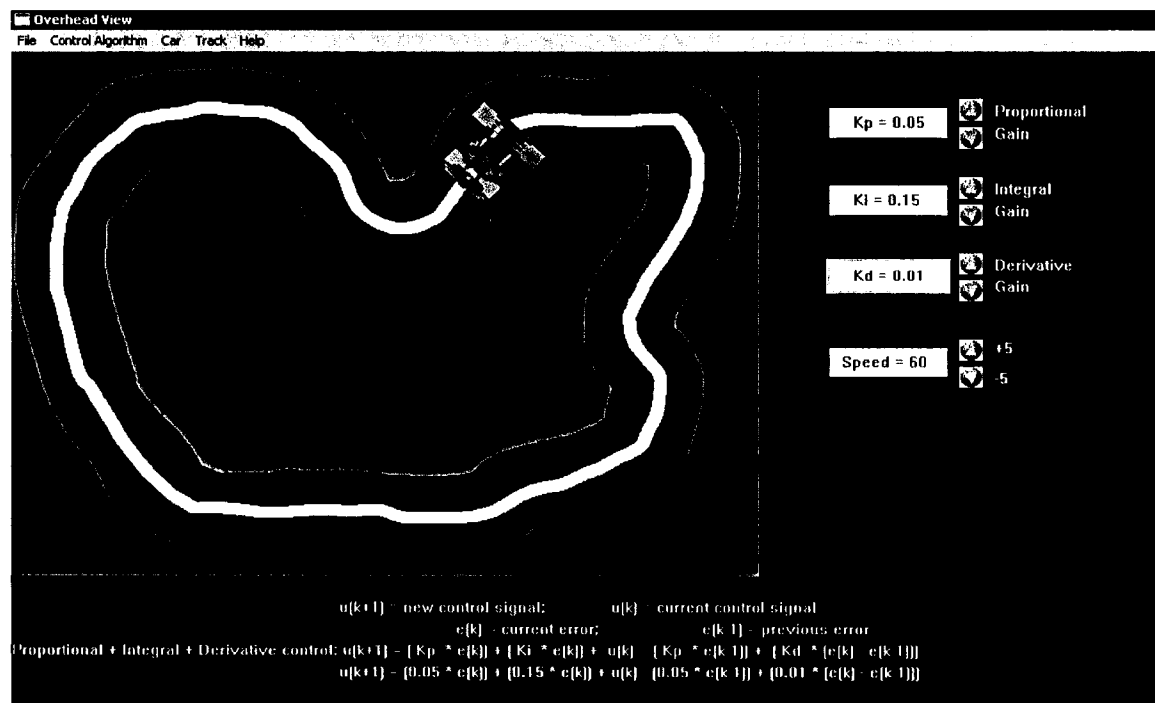 Overhead View
File Control Algorithm Car Track Help
Kp = 0.05
Proportional
Gain
Ki = 0.15
Integral
Gain
Kd = 0.01
Derivative
Gain
Speed = 60
+5
-5
u(k+1) = new control signal; u(k) = current control signal
e(k) - current error; e(k-1) - previous error
Proportional + Integral + Derivative control: u(k+1) = (Kp * e(k)) + (Ki * e(k)) + u(k) - (Kp * e(k-1)) + (Kd * (e(k) - e(k-1)))
u(k+1) = (0.05 * e(k)) + (0.15 * e(k)) + u(k) - (0.05 * e(k-1)) + (0.01 * (e(k) - e(k-1)))